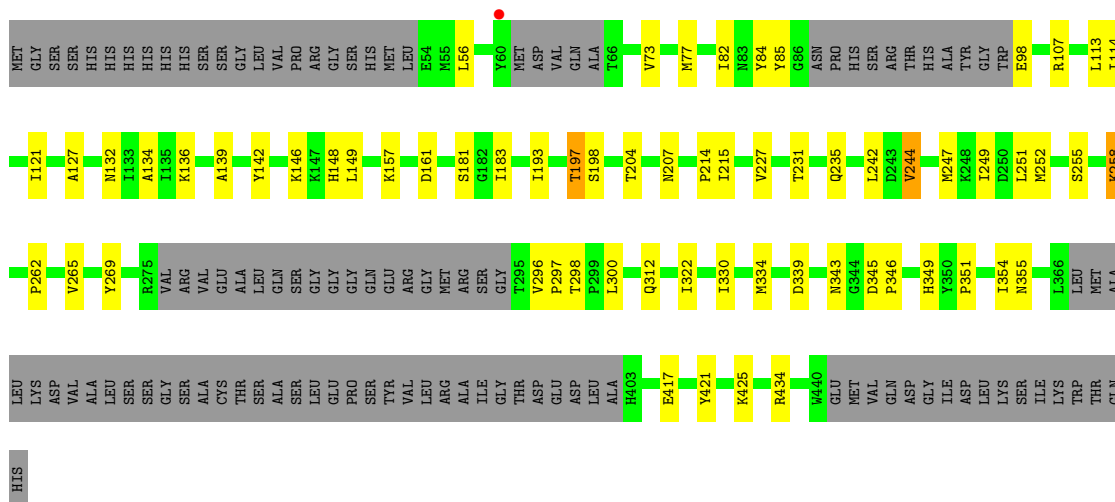 MET GLY SER SER HIS HIS HIS HIS HIS HIS SER SER GLY LEU VAL PRO ARG GLY SER HIS MET LEU E54 M55 L56 Y60 MET ASP VAL GLN ALA T66 V73 M77 I82 N83 Y84 Y85 G86 ASN PRO HIS SER ARG THR HIS ALA TYR GLY TRP E98 R107 L113 I114
I121 A127 N132 I133 A134 I135 K136 A139 Y142 K146 K147 H148 L149 K157 D161 S181 G182 I183 I193 T197 S198 T204 N207 P214 I215 V227 T231 Q235 L242 D243 V244 M247 K248 I249 D250 L251 M252 S255 K258
P262 V265 Y269 R275 VAL ARG VAL GLU ALA LEU GLN SER GLY GLY GLY GLN GLU ARG GLY MET ARG SER GLY T295 V296 P297 T298 P299 L300 Q312 I322 I330 M334 D339 N343 G344 D345 P346 H349 Y350 P351 I354 N355 L366 LEU MET ALA
LEU LYS ASP VAL ALA LEU SER SER GLY SER ALA CYS THR SER ALA SER LEU GLU PRO SER TYR VAL LEU ARG ALA ILE GLY THR ASP GLU ASP LEU ALA H403 E417 Y421 K425 R434 W440 GLU MET VAL GLN ASP GLY ILE ASP LEU LYS SER ILE LYS TRP THR GLN
HIS